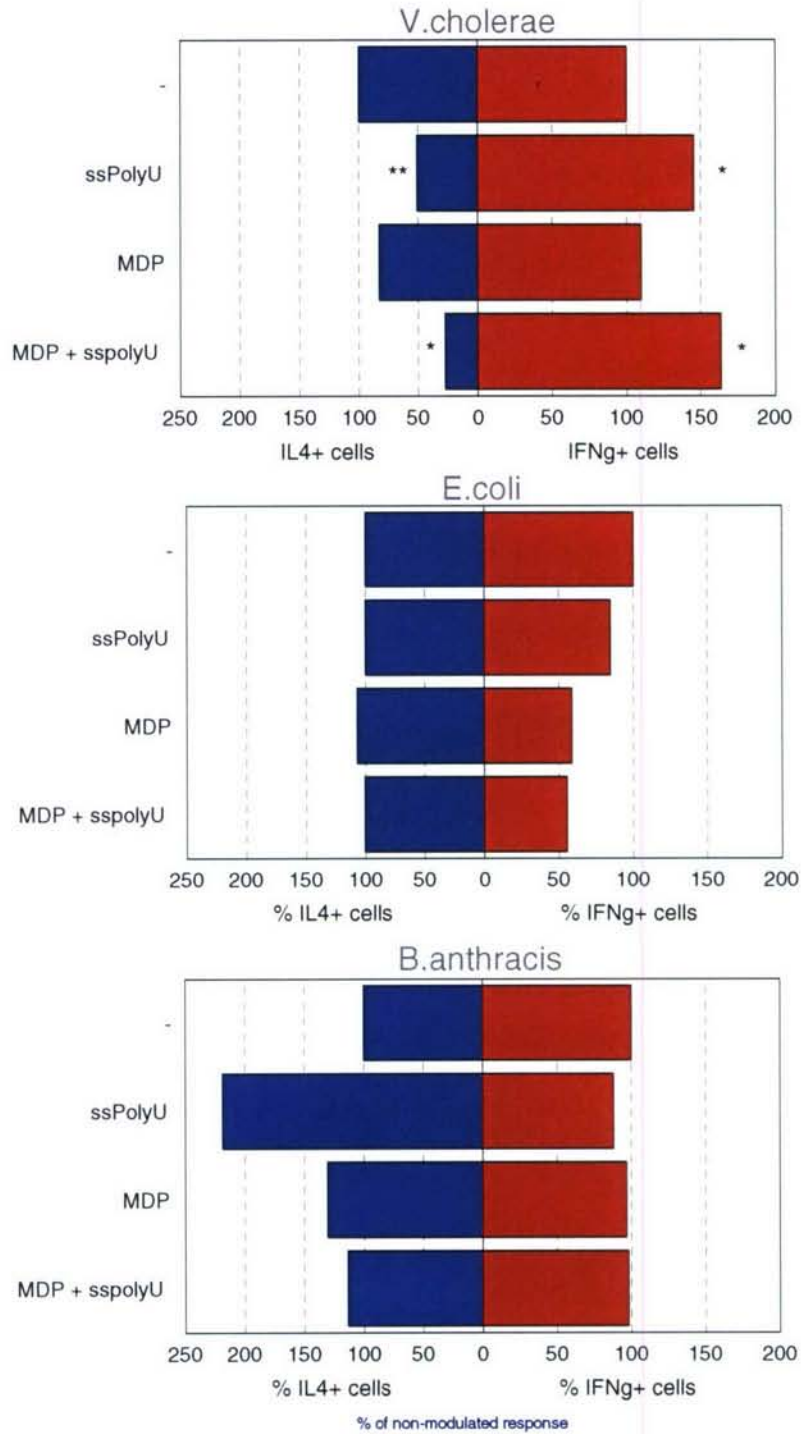 V.cholerae
-
ssPolyU
** *
MDP
MDP + sspolyU
* *
250 200 150 100 50 0 50 100 150 200
IL4+ cells IFNg+ cells
E.coli
-
ssPolyU
MDP
MDP + sspolyU
250 200 150 100 50 0 50 100 150 200
% IL4+ cells % IFNg+ cells
B.anthracis
-
ssPolyU
MDP
MDP + sspolyU
250 200 150 100 50 0 50 100 150 200
% IL4+ cells % IFNg+ cells
% of non-modulated response